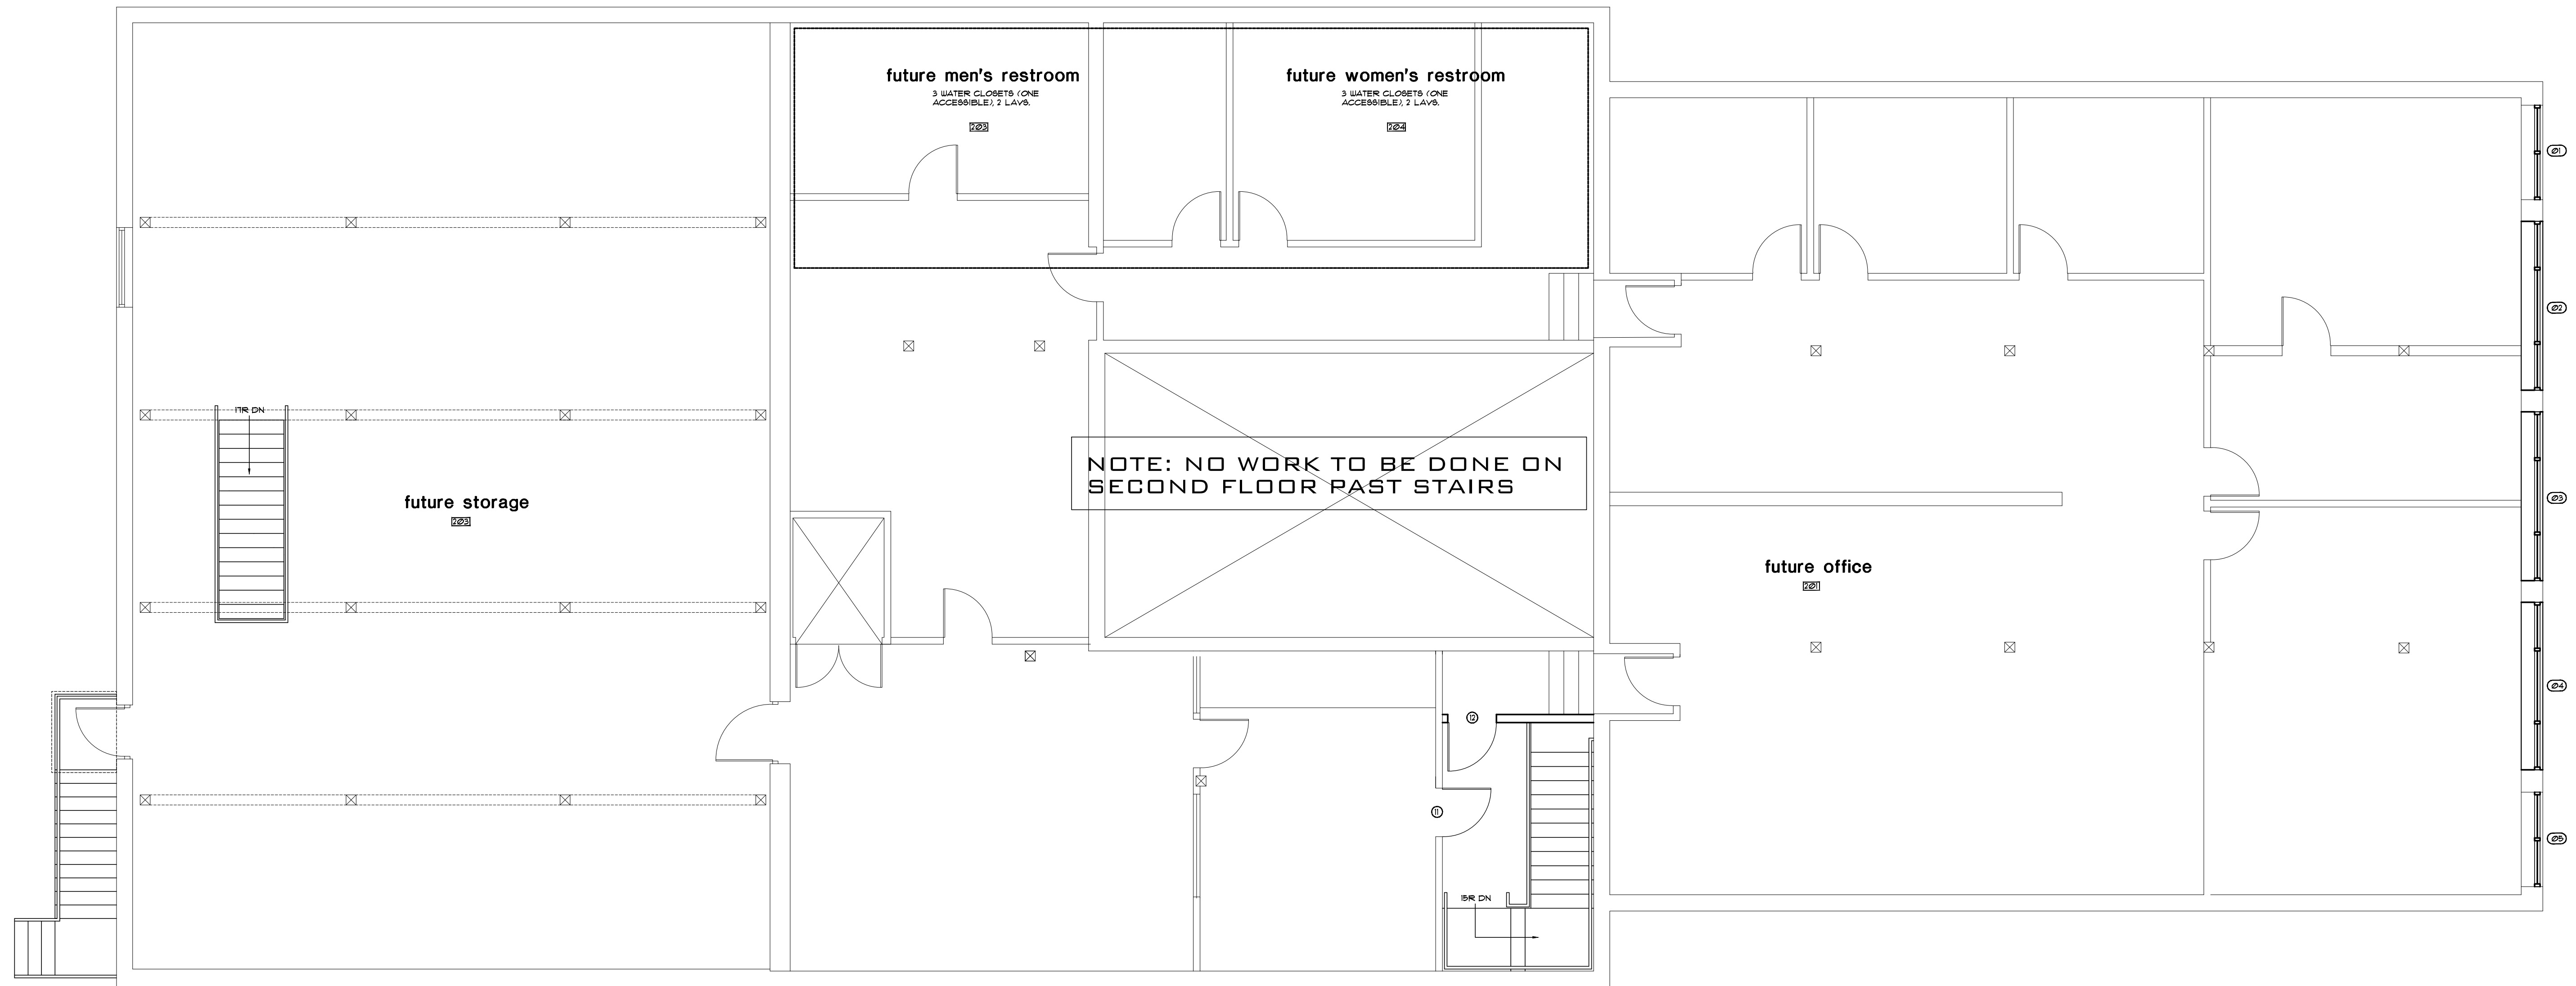 future men's restroom
3 WATER CLOSETS (ONE
ACCESSIBLE), 2 LAVS.
203
future women's restroom
3 WATER CLOSETS (ONE
ACCESSIBLE), 2 LAVS.
204
01
02
17R DN
NOTE: NO WORK TO BE DONE ON
SECOND FLOOR PAST STAIRS
future storage
203
03
future office
201
04
12
11
05
15R DN